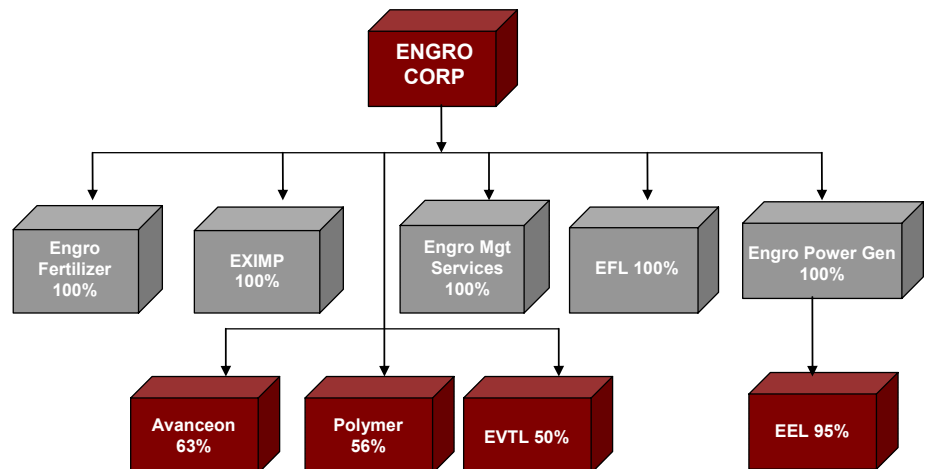 ENGRO
CORP
Engro
Fertilizer
100%
EXIMP
100%
Engro Mgt
Services
100%
EFL 100%
Engro Power Gen
100%
Avanceon
63%
Polymer
56%
EVTL 50%
EEL 95%